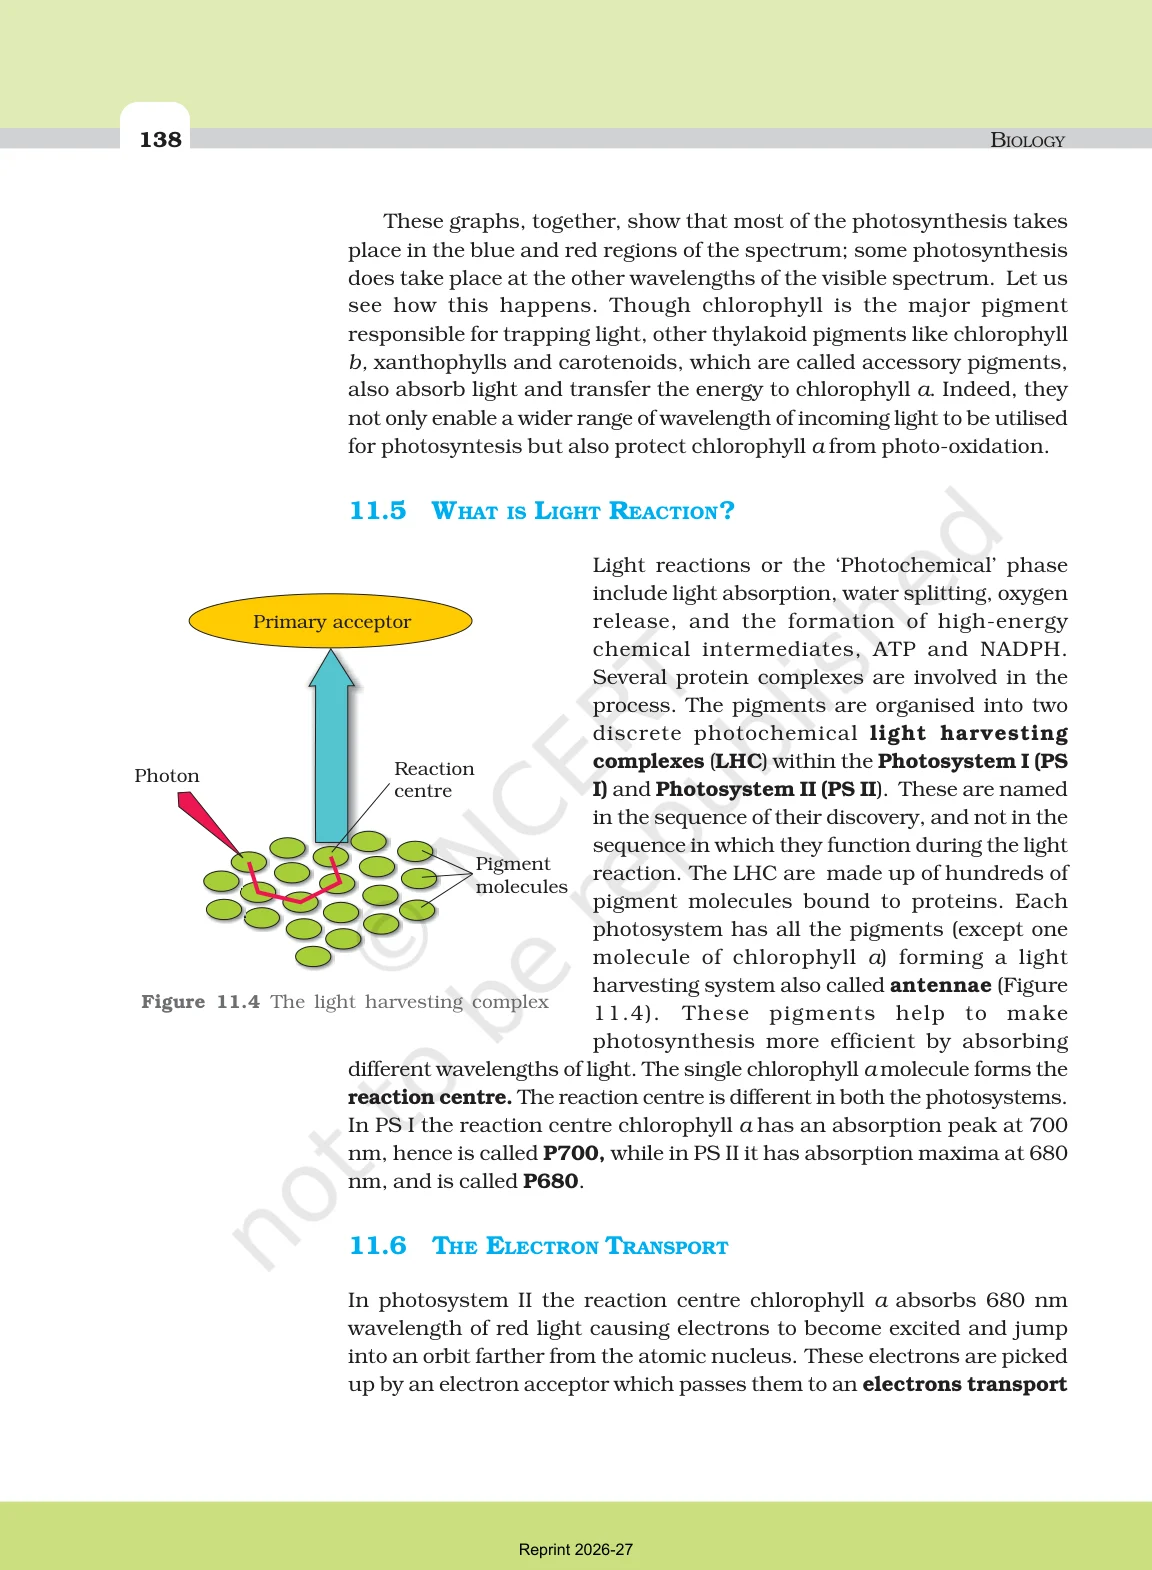 138
BIOLOGY
These graphs, together, show that most of the photosynthesis takes
place in the blue and red regions of the spectrum; some photosynthesis
does take place at the other wavelengths of the visible spectrum. Let us
see how this happens. Though chlorophyll is the major pigment
responsible for trapping light, other thylakoid pigments like chlorophyll
b, xanthophylls and carotenoids, which are called accessory pigments,
also absorb light and transfer the energy to chlorophyll a. Indeed, they
not only enable a wider range of wavelength of incoming light to be utilised
for photosyntesis but also protect chlorophyll a from photo-oxidation.
11.5 WHAT IS LIGHT REACTION?
Light reactions or the ‘Photochemical’ phase
include light absorption, water splitting, oxygen
release, and the formation of high-energy
chemical intermediates, ATP and NADPH.
Several protein complexes are involved in the
process. The pigments are organised into two
discrete photochemical light harvesting
complexes (LHC) within the Photosystem I (PS
I) and Photosystem II (PS II). These are named
in the sequence of their discovery, and not in the
sequence in which they function during the light
reaction. The LHC are made up of hundreds of
pigment molecules bound to proteins. Each
photosystem has all the pigments (except one
molecule of chlorophyll a) forming a light
harvesting system also called antennae (Figure
11.4). These pigments help to make
photosynthesis more efficient by absorbing
different wavelengths of light. The single chlorophyll a molecule forms the
reaction centre. The reaction centre is different in both the photosystems.
In PS I the reaction centre chlorophyll a has an absorption peak at 700
nm, hence is called P700, while in PS II it has absorption maxima at 680
nm, and is called P680.
Primary acceptor
Photon
Reaction
centre
Pigment
molecules
Figure 11.4 The light harvesting complex
11.6 THE ELECTRON TRANSPORT
In photosystem II the reaction centre chlorophyll a absorbs 680 nm
wavelength of red light causing electrons to become excited and jump
into an orbit farther from the atomic nucleus. These electrons are picked
up by an electron acceptor which passes them to an electrons transport
© NCERT
not to be republished
Reprint 2026-27